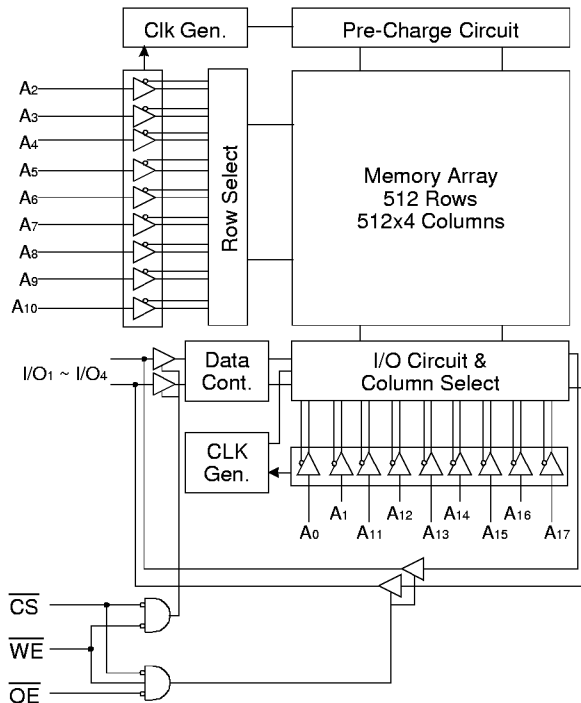 Clk Gen.
Pre-Charge Circuit
A2
A3
A4
A5
A6
A7
A8
A9
A10
Row Select
Memory Array
512 Rows
512x4 Columns
I/O1 ~ I/O4
Data
Cont.
I/O Circuit &
Column Select
CLK
Gen.
A0
A1
A11
A12
A13
A14
A15
A16
A17
CS
WE
OE